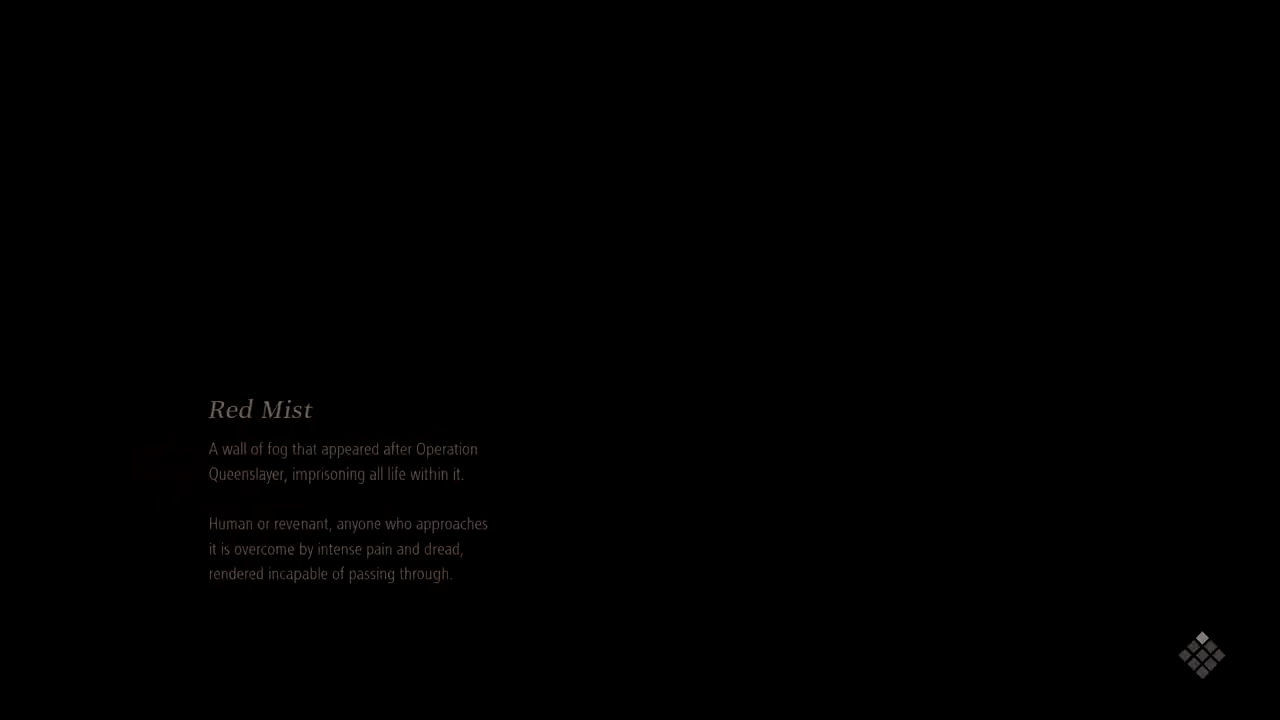 Red Mist
A wall of fog that appeared after Operation
Queenslayer, imprisoning all life within it.
Human or revenant, anyone who approaches
it is overcome by intense pain and dread,
rendered incapable of passing through.